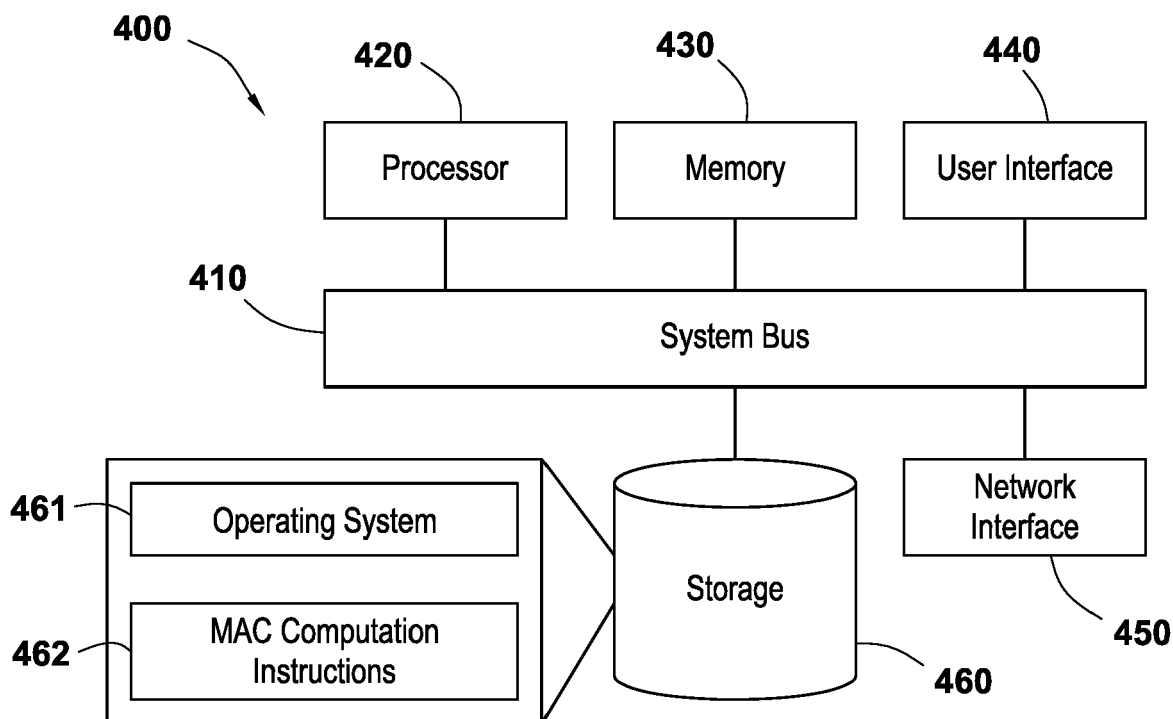 400
420
430
440
Processor
Memory
User Interface
410
System Bus
461
Operating System
462
MAC Computation
Instructions
Storage
460
Network
Interface
450